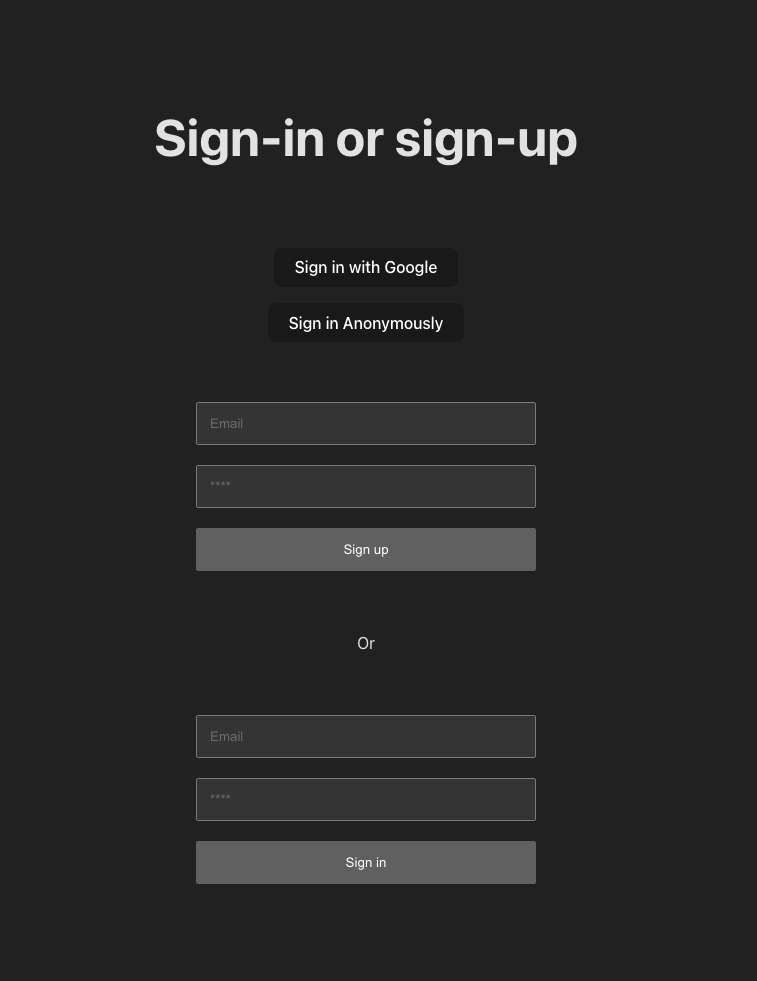 Sign-in or sign-up
Sign in with Google
Sign in Anonymously
Email
****
Sign up
Or
Email
****
Sign in